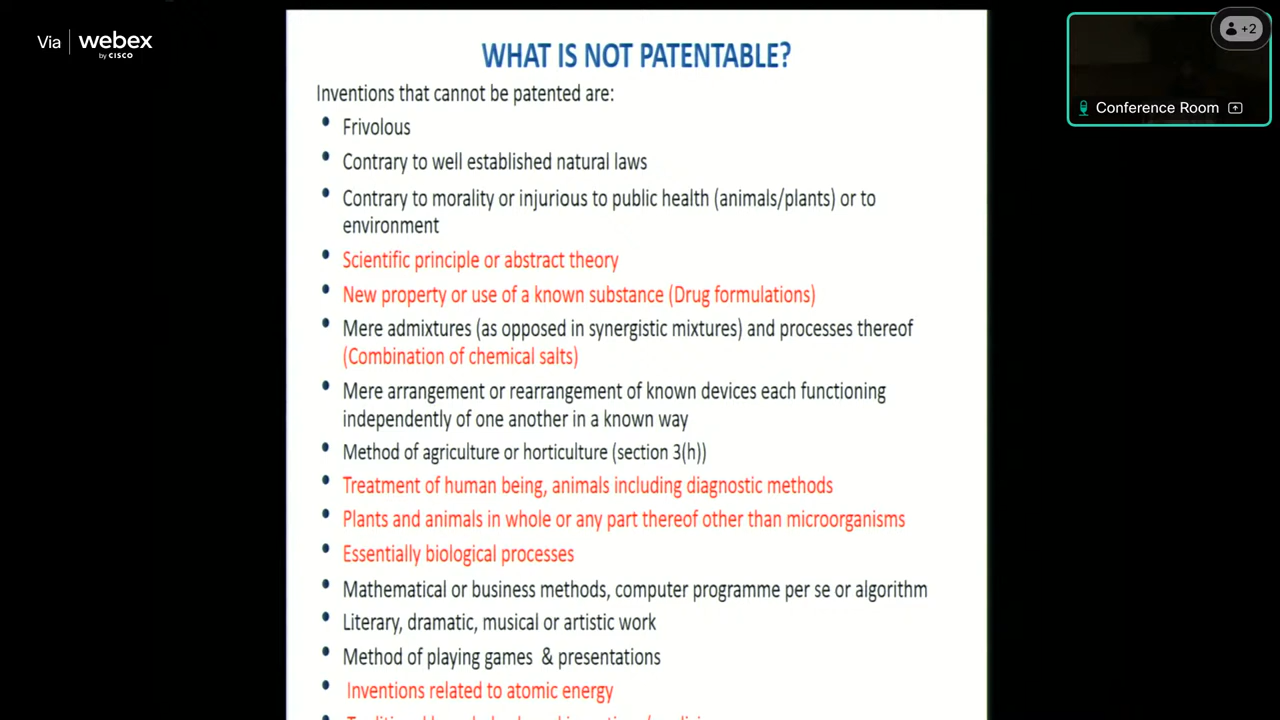 Via webex
by CISCO
+2
Conference Room
WHAT IS NOT PATENTABLE?
Inventions that cannot be patented are:
• Frivolous
• Contrary to well established natural laws
• Contrary to morality or injurious to public health (animals/plants) or to
environment
• Scientific principle or abstract theory
• New property or use of a known substance (Drug formulations)
• Mere admixtures (as opposed in synergistic mixtures) and processes thereof
(Combination of chemical salts)
• Mere arrangement or rearrangement of known devices each functioning
independently of one another in a known way
• Method of agriculture or horticulture (section 3(h))
• Treatment of human being, animals including diagnostic methods
• Plants and animals in whole or any part thereof other than microorganisms
• Essentially biological processes
• Mathematical or business methods, computer programme per se or algorithm
• Literary, dramatic, musical or artistic work
• Method of playing games & presentations
• Inventions related to atomic energy